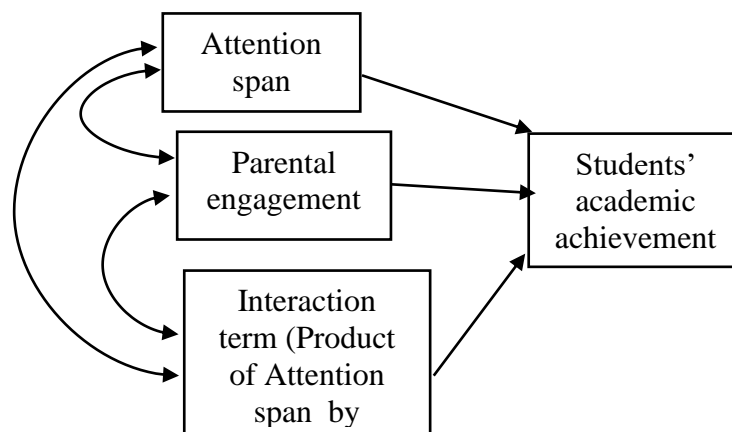 Attention
span
Parental
engagement
Students’
academic
achievement
Interaction
term (Product
of Attention
span by